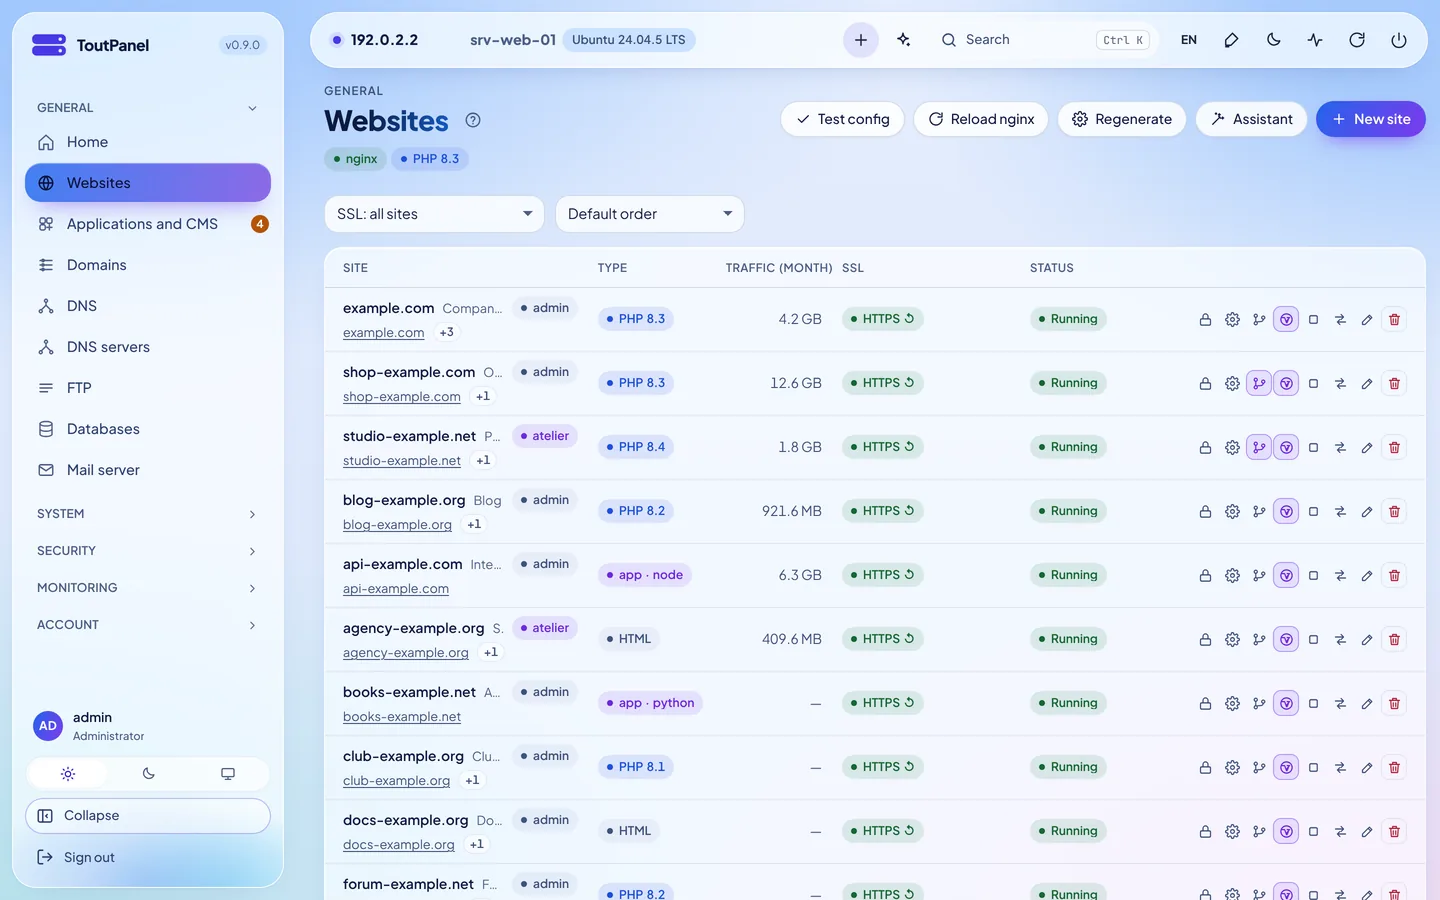 ToutPanel v0.9.0
GENERAL
Home
Websites
Applications and CMS 4
Domains
DNS
DNS servers
FTP
Databases
Mail server
SYSTEM
SECURITY
MONITORING
ACCOUNT
AD admin
Administrator
Collapse
Sign out
192.0.2.2 srv-web-01 Ubuntu 24.04.5 LTS Search Ctrl K EN
GENERAL
Websites
Test config Reload nginx Regenerate Assistant New site
nginx PHP 8.3
SSL: all sites Default order
SITE TYPE TRAFFIC (MONTH) SSL STATUS
example.com Compan... admin PHP 8.3 4.2 GB HTTPS Running
example.com +3
shop-example.com O... admin PHP 8.3 12.6 GB HTTPS Running
shop-example.com +1
studio-example.net P... atelier PHP 8.4 1.8 GB HTTPS Running
studio-example.net +1
blog-example.org Blog admin PHP 8.2 921.6 MB HTTPS Running
blog-example.org +1
api-example.com Inte... admin app · node 6.3 GB HTTPS Running
api-example.com
agency-example.org S. atelier HTML 409.6 MB HTTPS Running
agency-example.org +1
books-example.net A... admin app · python — HTTPS Running
books-example.net
club-example.org Clu... admin PHP 8.1 — HTTPS Running
club-example.org +1
docs-example.org Do... admin HTML — HTTPS Running
docs-example.org +1
forum-example.net F... admin PHP 8.2 — HTTPS Running